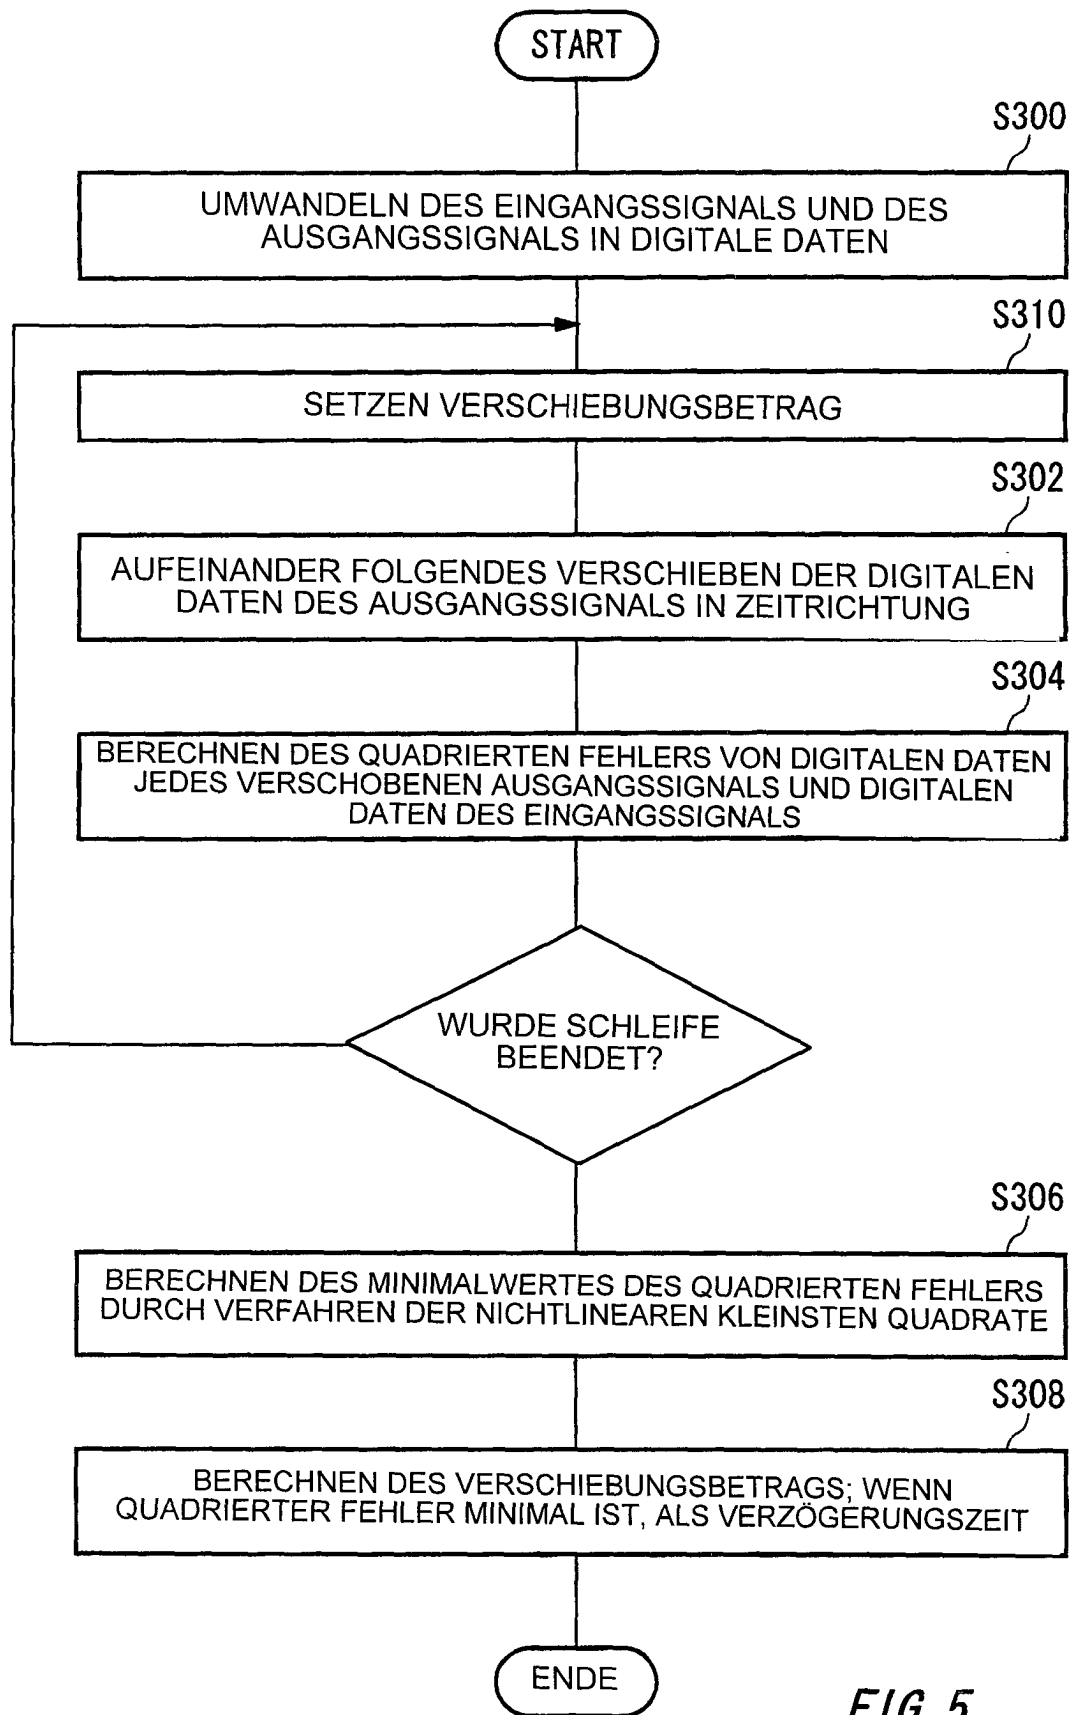 START
S300
UMWANDELN DES EINGANGSSIGNALS UND DES
AUSGANGSSIGNALS IN DIGITALE DATEN
S310
SETZEN VERSCHIEBUNGSBETRAG
S302
AUFEINANDER FOLGENDES VERSCHIEBEN DER DIGITALEN
DATEN DES AUSGANGSSIGNALS IN ZEITRICHTUNG
S304
BERECHNEN DES QUADRIERTEN FEHLERS VON DIGITALEN DATEN
JEDES VERSCHOBENEN AUSGANGSSIGNALS UND DIGITALEN
DATEN DES EINGANGSSIGNALS
WURDE SCHLEIFE
BEENDET?
S306
BERECHNEN DES MINIMALWERTES DES QUADRIERTEN FEHLERS
DURCH VERFAHREN DER NICHTLINEAREN KLEINSTEN QUADRATE
S308
BERECHNEN DES VERSCHIEBUNGSBETRAGS; WENN
QUADRIERTER FEHLER MINIMAL IST, ALS VERZÖGERUNGSZEIT
ENDE
FIG. 5